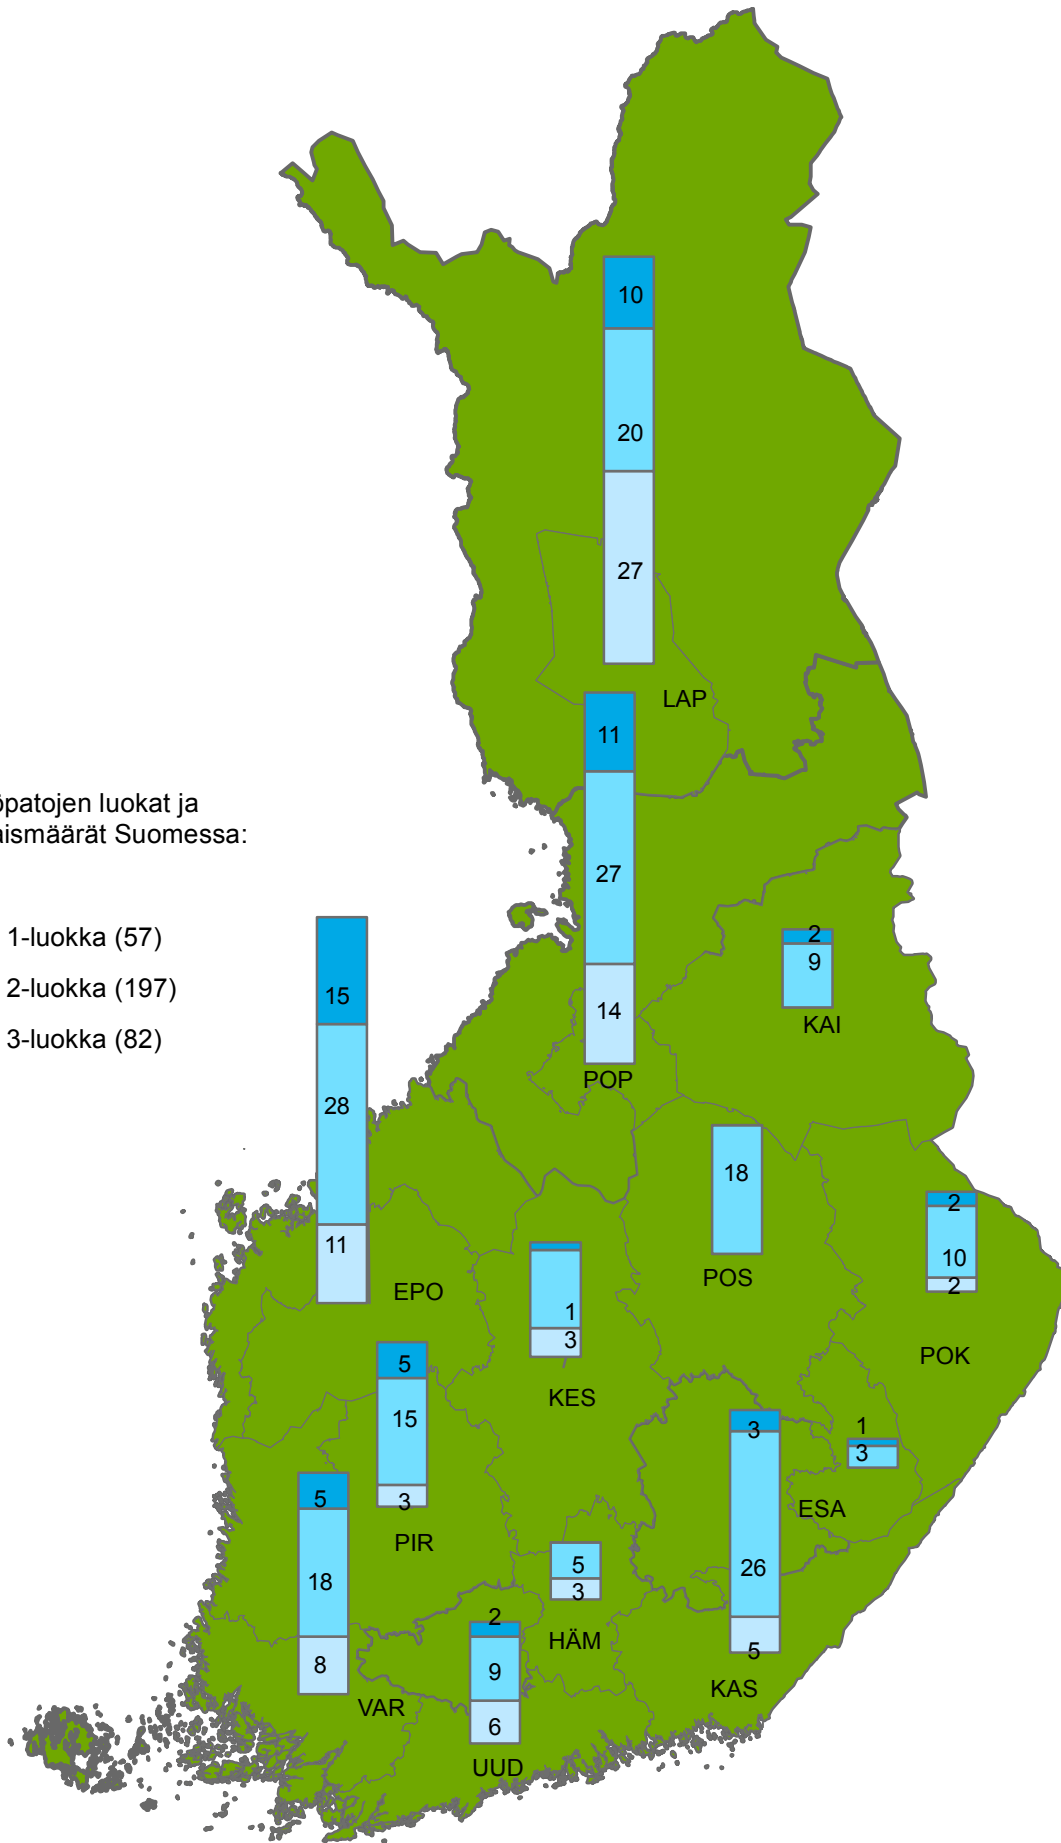 10
20
27
LAP
11
öpatojen luokat ja
aismäärät Suomessa:
27
1-luokka (57)
2
9
2-luokka (197)
15
14
KAI
3-luokka (82)
POP
28
18
2
11
10
POS
2
EPO
1
3
POK
5
KES
15
1
3
3
3
5
ESA
PIR
5
26
18
3
2
HÄM
8
9
5
KAS
VAR
6
UUD